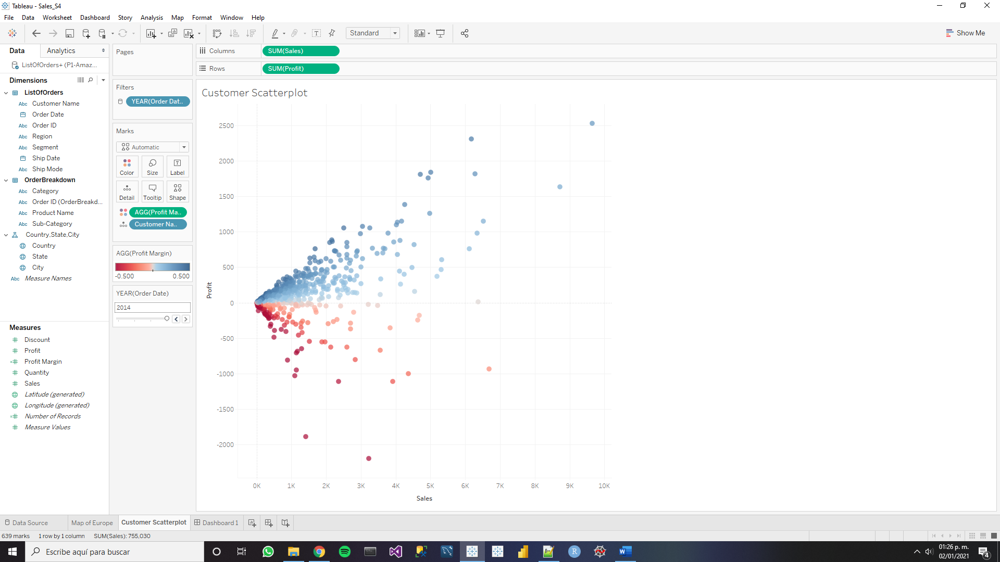 Tableau - Sales_S4
File Data Worksheet Dashboard Story Analysis Map Format Window Help
Standard
Show Me
Data Analytics
ListOfOrders+ (P1-Amaz...
Dimensions
ListOfOrders
Abc Customer Name
Order Date
Abc Order ID
Abc Region
Abc Segment
Ship Date
Abc Ship Mode
OrderBreakdown
Abc Category
Abc Order ID (OrderBreakd...
Abc Product Name
Abc Sub-Category
Country,State,City
Country
State
City
Abc Measure Names
Measures
Discount
Profit
Profit Margin
Quantity
Sales
Latitude (generated)
Longitude (generated)
Number of Records
Measure Values
Pages
Filters
YEAR(Order Dat..
Marks
Automatic
Color Size Label
Detail Tooltip Shape
AGG(Profit Ma..
Customer Na..
AGG(Profit Margin)
-0.500 0.500
YEAR(Order Date)
2014
Columns SUM(Sales)
Rows SUM(Profit)
Customer Scatterplot
2500
2000
1500
1000
500
0
-500
-1000
-1500
-2000
Profit
0K 1K 2K 3K 4K 5K 6K 7K 8K 9K 10K
Sales
Data Source Map of Europe Customer Scatterplot Dashboard 1
639 marks 1 row by 1 column SUM(Sales): 755,030
Escribe aquí para buscar
01:26 p. m.
02/01/2021
4